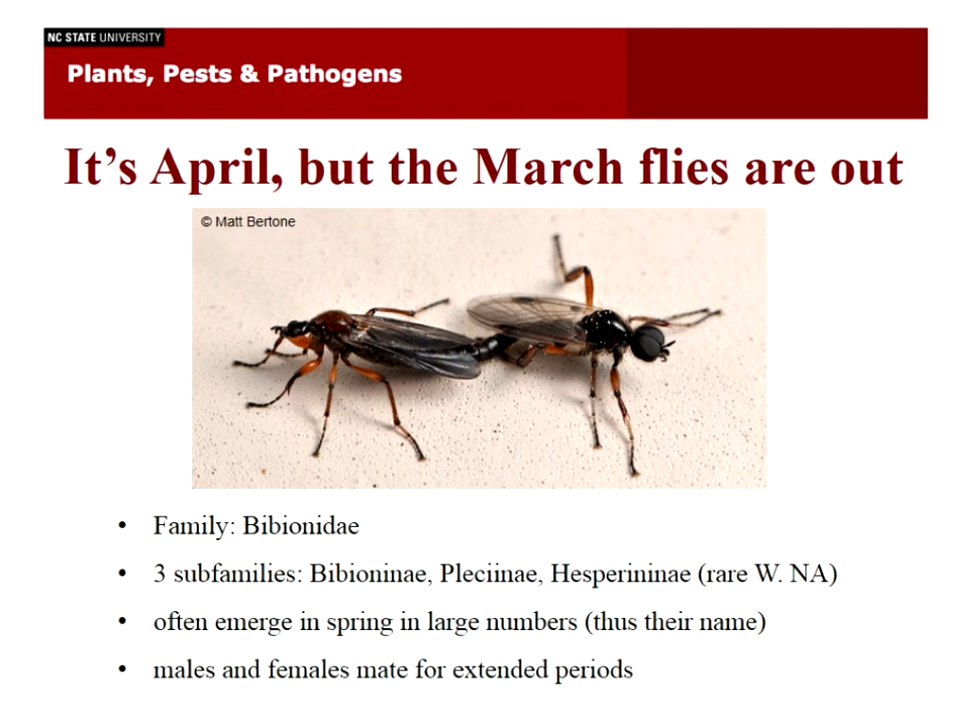 NC STATE UNIVERSITY
Plants, Pests & Pathogens
It’s April, but the March flies are out
© Matt Bertone
• Family: Bibionidae
• 3 subfamilies: Bibioninae, Pleciinae, Hesperininae (rare W. NA)
• often emerge in spring in large numbers (thus their name)
• males and females mate for extended periods